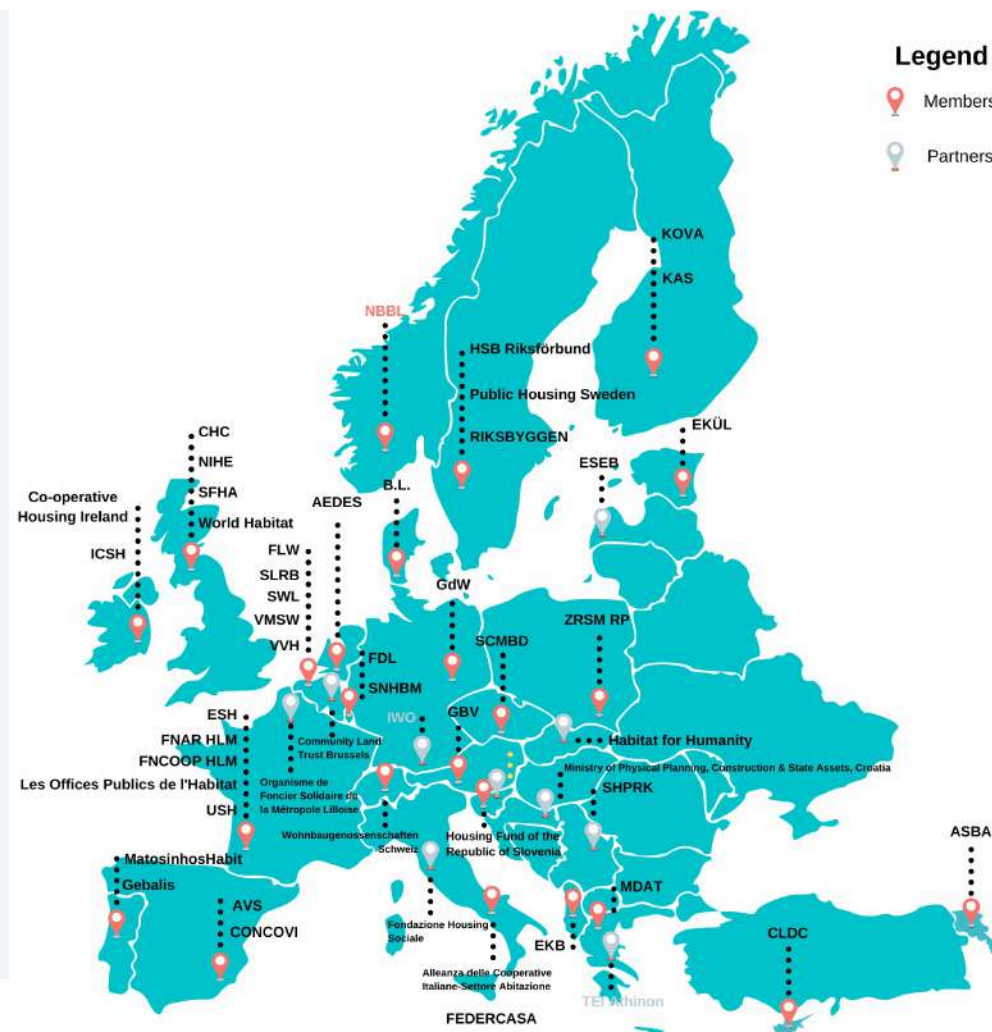 Legend
Members
Partners
KOVA
KAS
NBBL
HSB Riksförbund
Public Housing Sweden
RIKSBYGGEN
EKÜL
ESEB
CHC
NIHE
SFHA
World Habitat
Co-operative
Housing Ireland
ICSH
AEDES
B.L.
FLW
SLRB
SWL
VMSW
VVH
GdW
SCMBD
ZRSM RP
FDL
SNHBM
IWO
GBV
Habitat for Humanity
Community Land
Trust Brussels
ESH
FNAR HLM
FNCOOP HLM
Les Offices Publics de l'Habitat
USH
Organisme de
Foncier Solidaire de
la Métropole Lilloise
Ministry of Physical Planning, Construction & State Assets, Croatia
SHPRK
Wohnbaugenossenschaften
Schweiz
Housing Fund of the
Republic of Slovenia
ASBA
MatosinhosHabit
Gebalis
AVS
CONCOVI
MDAT
Fondazione Housing
Sociale
EKB
CLDC
Alleanza delle Cooperative
Italiane-Settore Abitazione
TEI Athinon
FEDERCASA